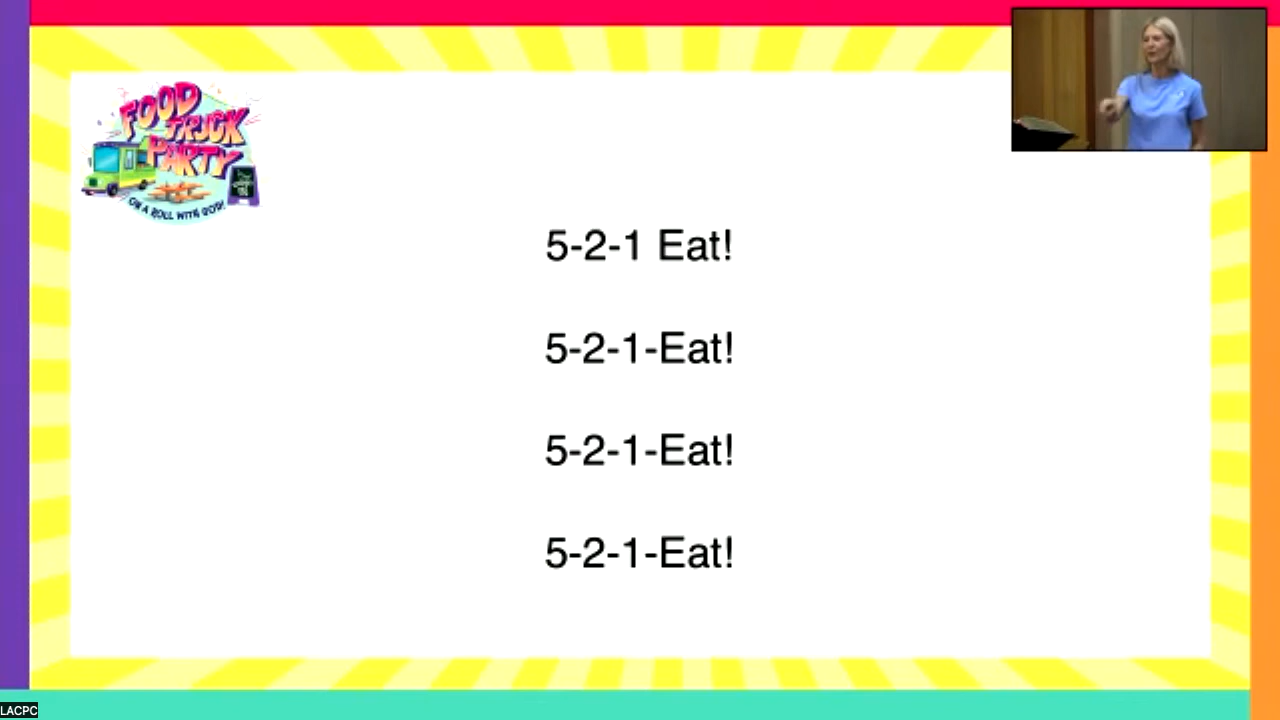 FOOD
TRUCK
PARTY
ON A ROLL WITH GOD!
5-2-1 Eat!
5-2-1-Eat!
5-2-1-Eat!
5-2-1-Eat!
LACPC